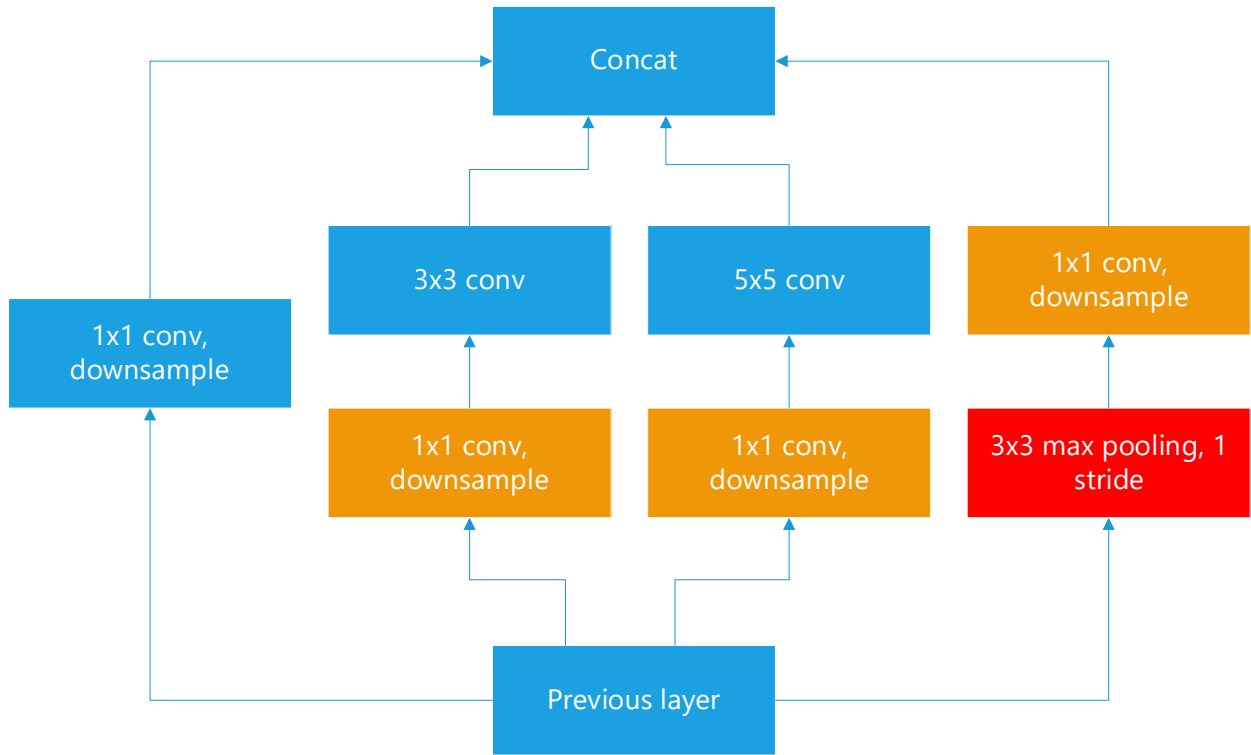 Concat
3x3 conv
5x5 conv
1x1 conv,
downsample
1x1 conv,
downsample
1x1 conv,
downsample
1x1 conv,
downsample
3x3 max pooling, 1
stride
Previous layer